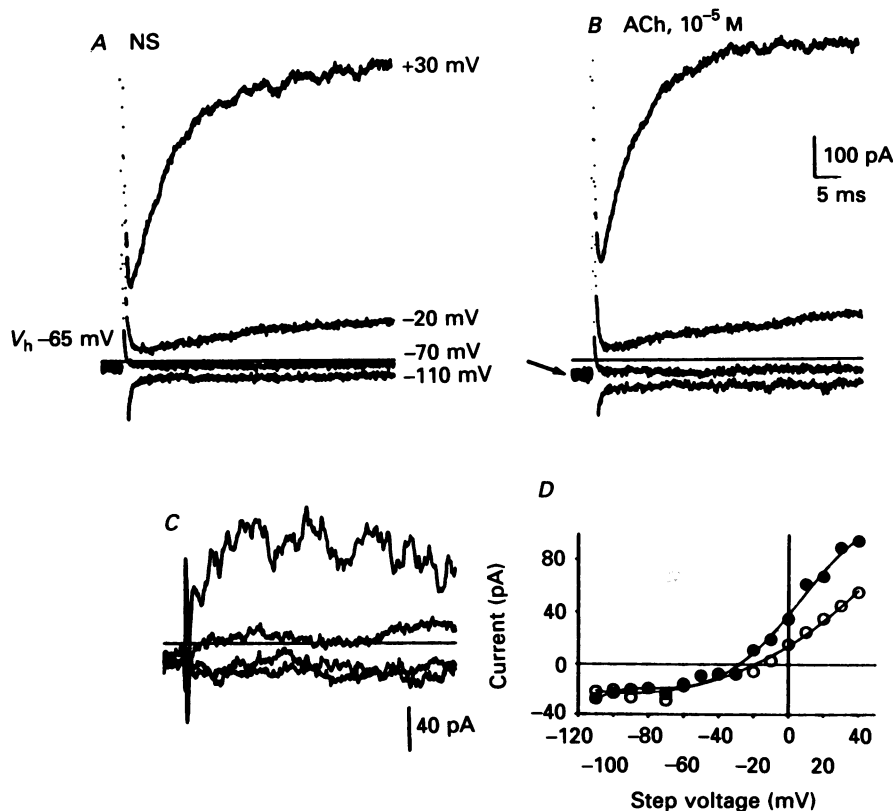 A NS
+30 mV
V_h −65 mV
−20 mV
−70 mV
−110 mV
B ACh, 10⁻⁵ M
100 pA
5 ms
C
40 pA
D
Current (pA)
80
40
0
−40
−120
−100
−80
−60
−40
−20
0
20
40
Step voltage (mV)